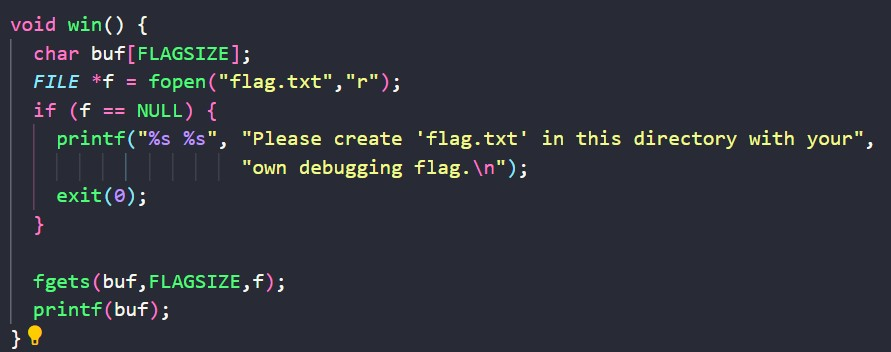 void win() {
  char buf[FLAGSIZE];
  FILE *f = fopen("flag.txt","r");
  if (f == NULL) {
    printf("%s %s", "Please create 'flag.txt' in this directory with your",
                    "own debugging flag.\n");
    exit(0);
  }

  fgets(buf,FLAGSIZE,f);
  printf(buf);
}